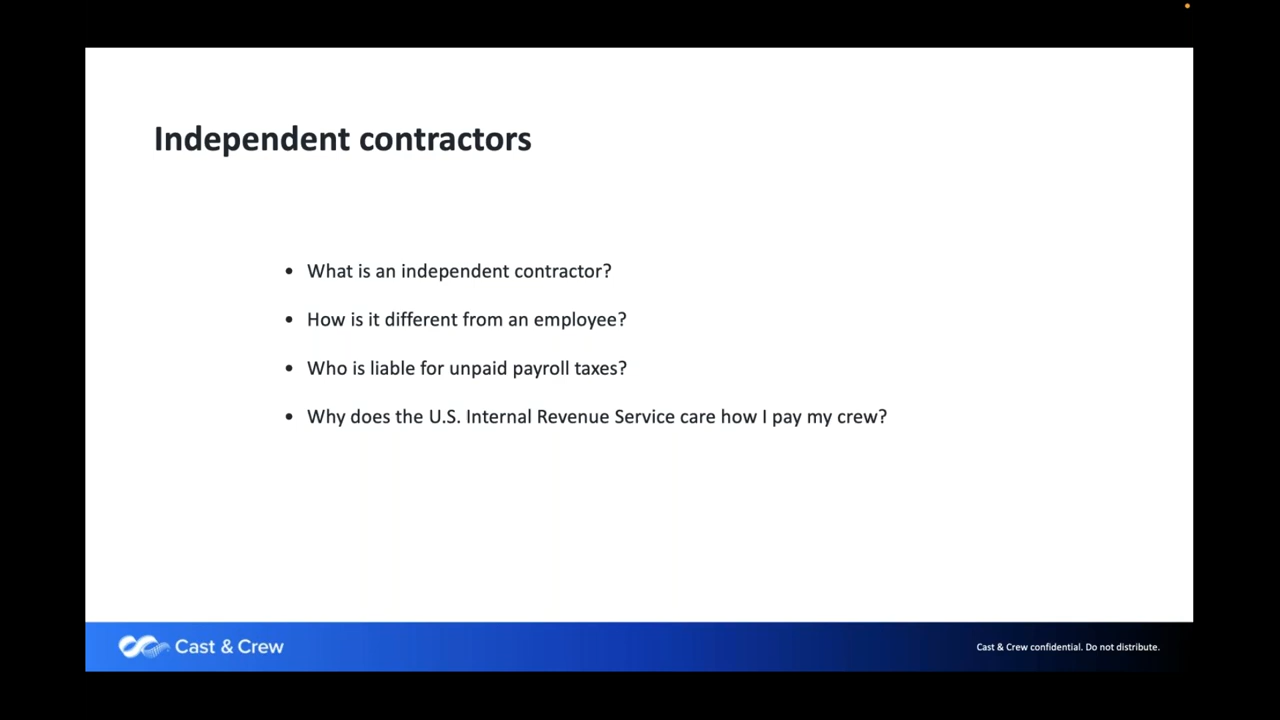 Independent contractors
• What is an independent contractor?
• How is it different from an employee?
• Who is liable for unpaid payroll taxes?
• Why does the U.S. Internal Revenue Service care how I pay my crew?
Cast & Crew
Cast & Crew confidential. Do not distribute.